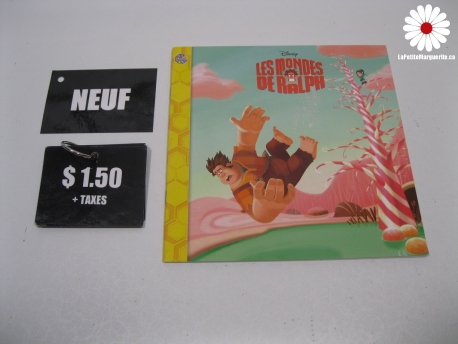 LaPetiteMarguerite.ca
NEUF
$ 1.50
+ TAXES
Disney
LES MONDES
DE RALPH